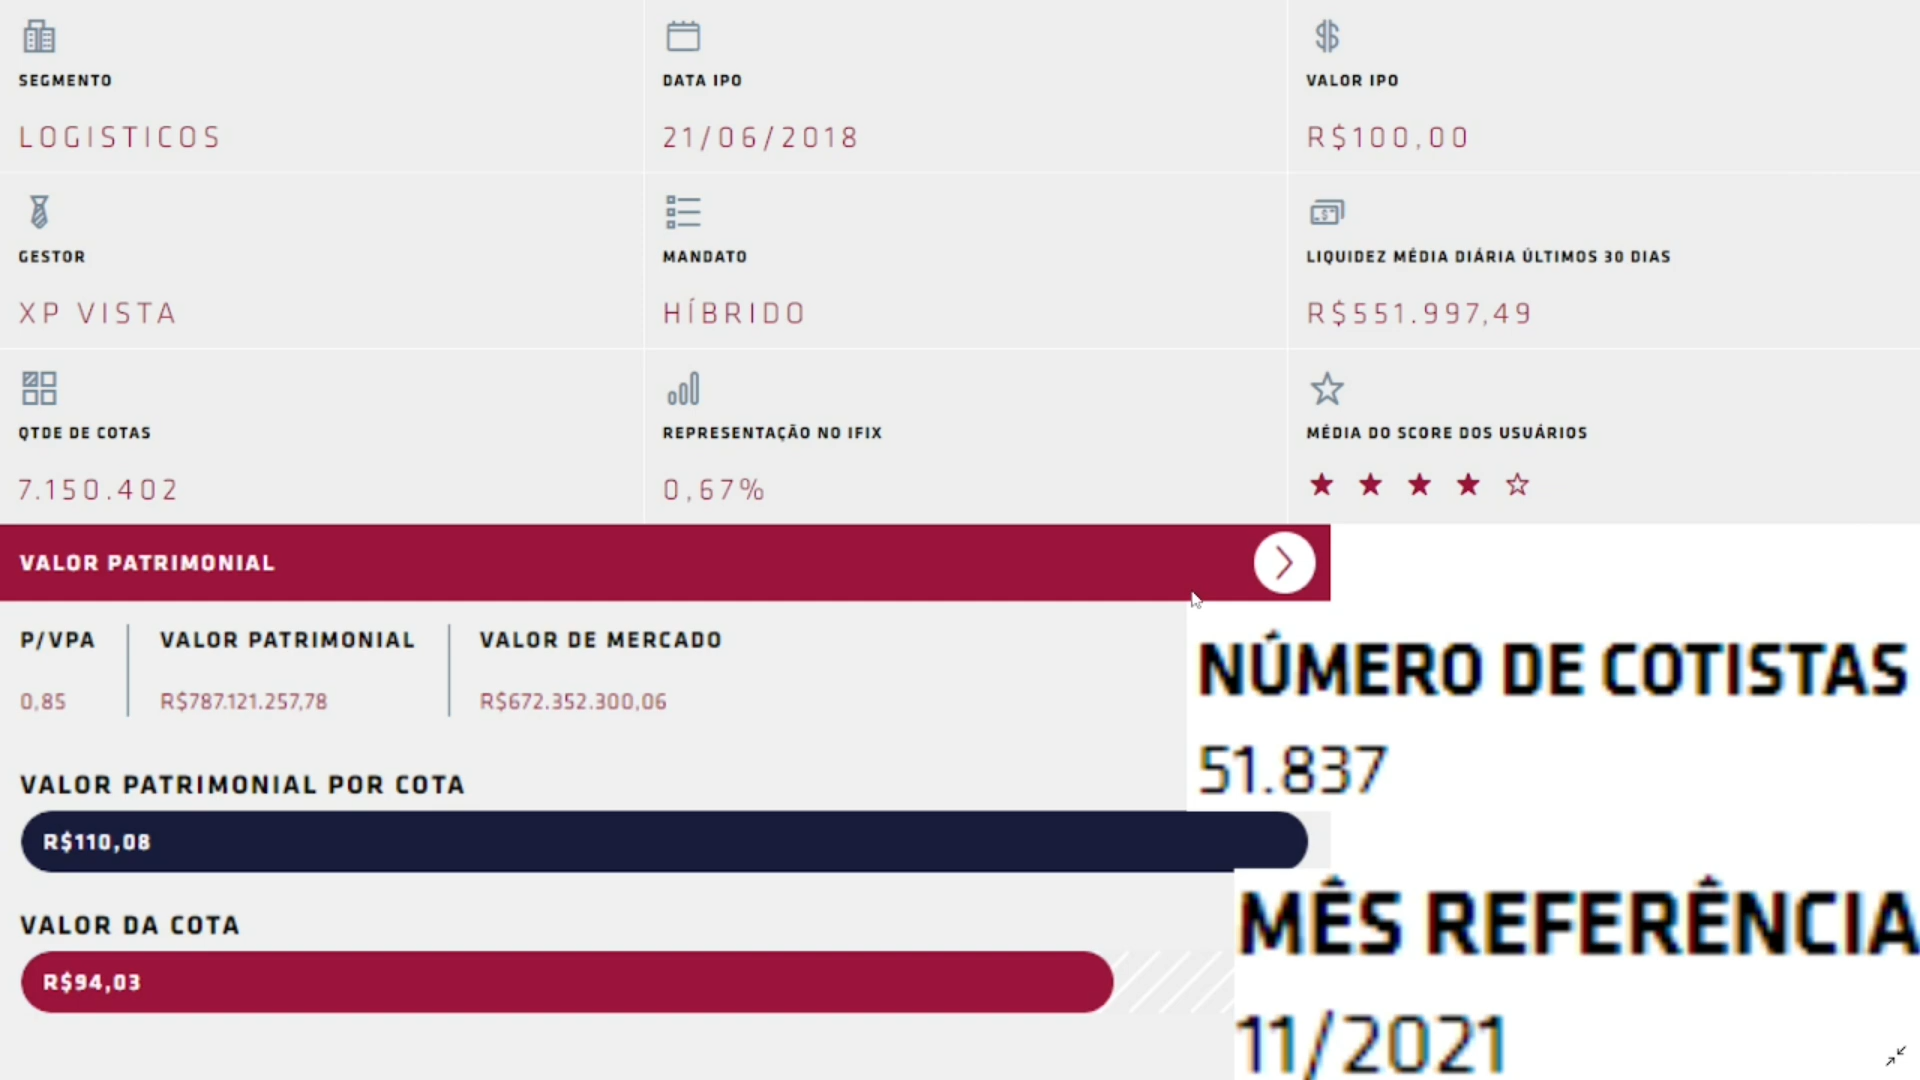 SEGMENTO
LOGISTICOS
DATA IPO
21/06/2018
VALOR IPO
R$100,00
GESTOR
XP VISTA
MANDATO
HÍBRIDO
LIQUIDEZ MÉDIA DIÁRIA ÚLTIMOS 30 DIAS
R$551.997,49
QTDE DE COTAS
7.150.402
REPRESENTAÇÃO NO IFIX
0,67%
MÉDIA DO SCORE DOS USUÁRIOS
VALOR PATRIMONIAL
P/VPA
0,85
VALOR PATRIMONIAL
R$787.121.257,78
VALOR DE MERCADO
R$672.352.300,06
NÚMERO DE COTISTAS
51.837
VALOR PATRIMONIAL POR COTA
R$110,08
VALOR DA COTA
R$94,03
MÊS REFERÊNCIA
11/2021